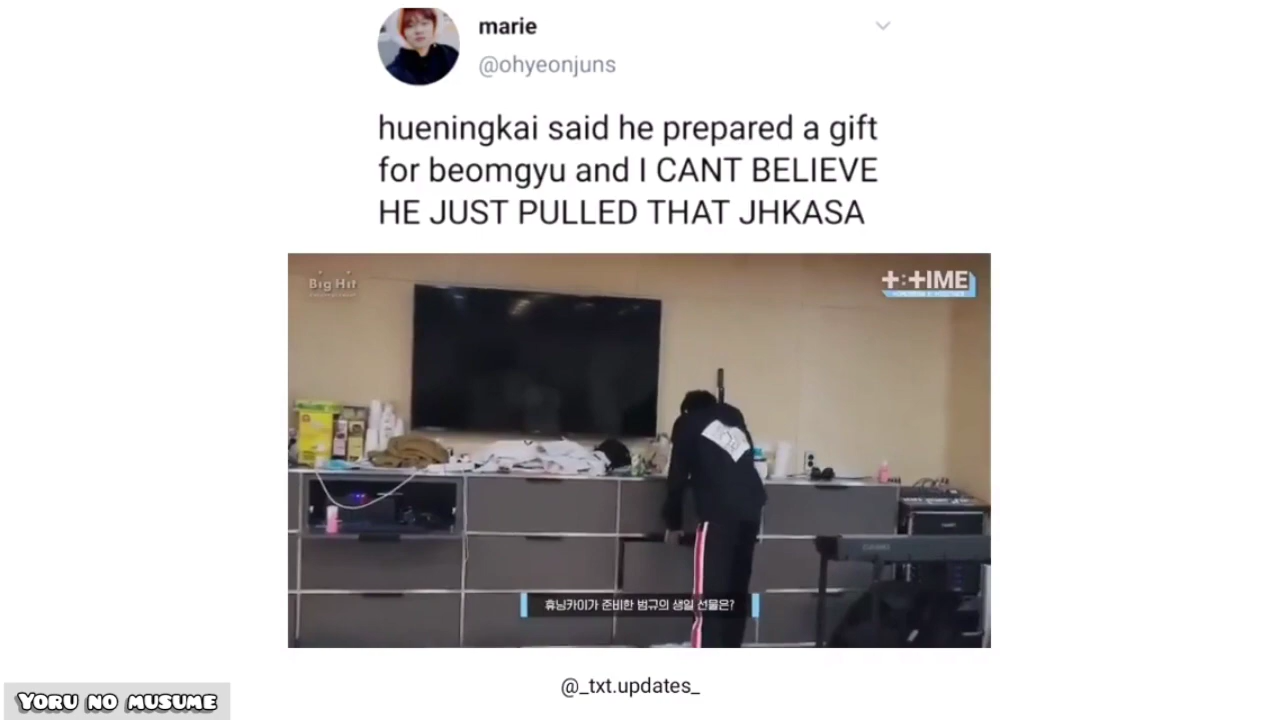 marie
@ohyeonjuns
hueningkai said he prepared a gift
for beomgyu and I CANT BELIEVE
HE JUST PULLED THAT JHKASA
Big Hit
T:TIME
휴닝카이가 준비한 범규의 생일 선물은?
CASIO
@_txt.updates_
YORU NO MUSUME